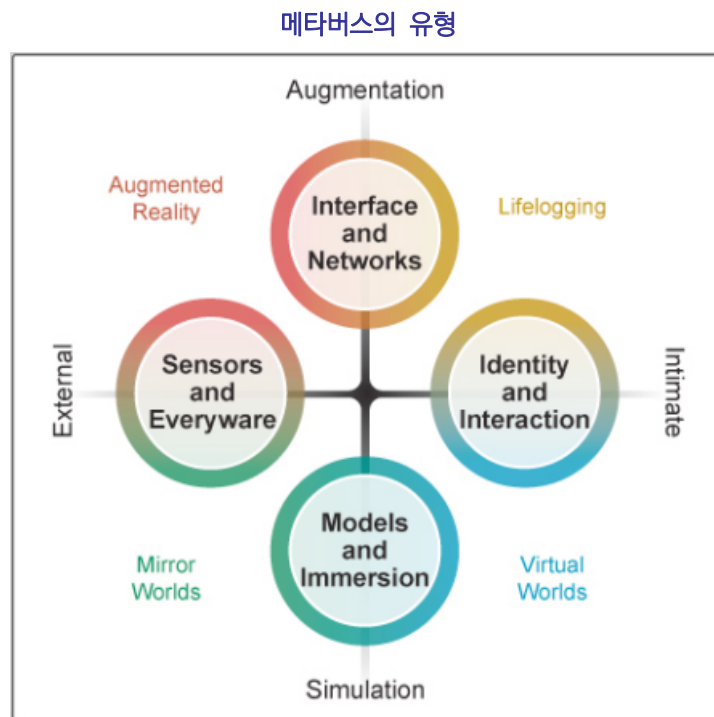 메타버스의 유형
Augmentation
Augmented
Reality
Interface
and
Networks
Lifelogging
External
Sensors
and
Everyware
Identity
and
Interaction
Intimate
Models
and
Immersion
Mirror
Worlds
Virtual
Worlds
Simulation